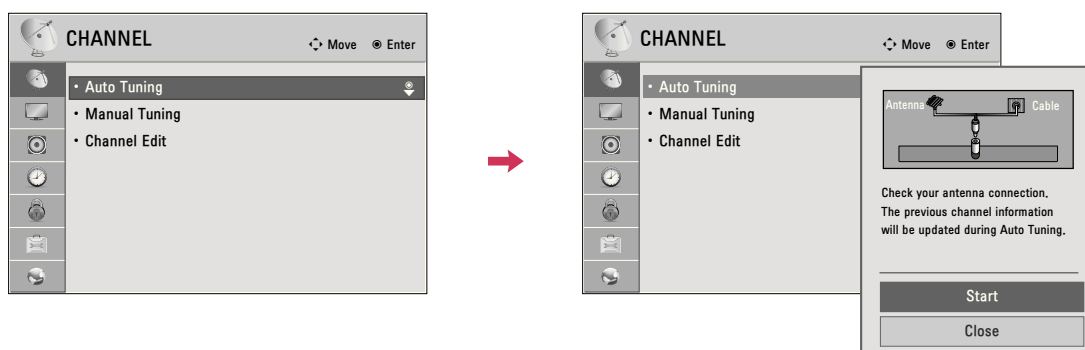 CHANNEL
Move Enter
• Auto Tuning
• Manual Tuning
• Channel Edit
CHANNEL
Move Enter
• Auto Tuning
• Manual Tuning
• Channel Edit
Antenna Cable
Check your antenna connection.
The previous channel information
will be updated during Auto Tuning.
Start
Close